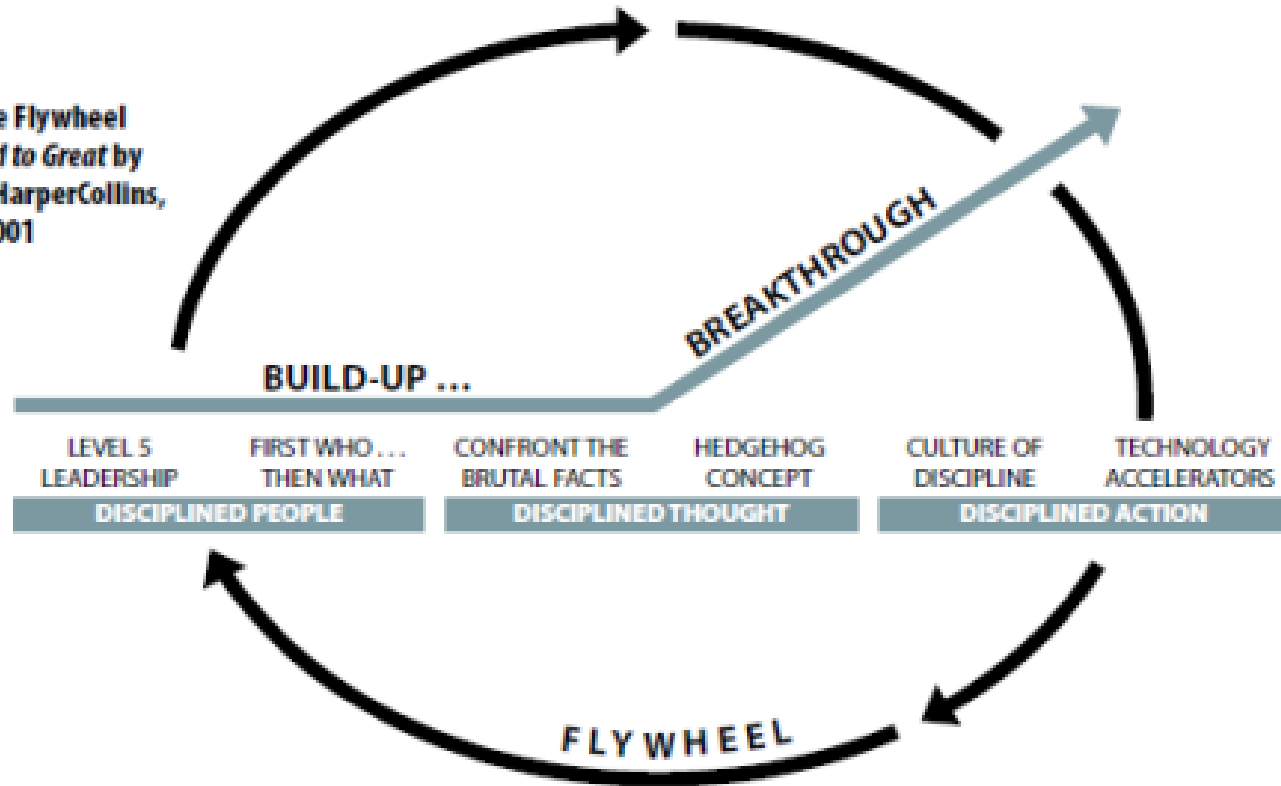 e Flywheel
to Great by
HarperCollins,
001
BREAKTHROUGH
BUILD-UP ...
LEVEL 5
LEADERSHIP
FIRST WHO ...
THEN WHAT
CONFRONT THE
BRUTAL FACTS
HEDGEHOG
CONCEPT
CULTURE OF
DISCIPLINE
TECHNOLOGY
ACCELERATORS
DISCIPLINED PEOPLE
DISCIPLINED THOUGHT
DISCIPLINED ACTION
FLYWHEEL